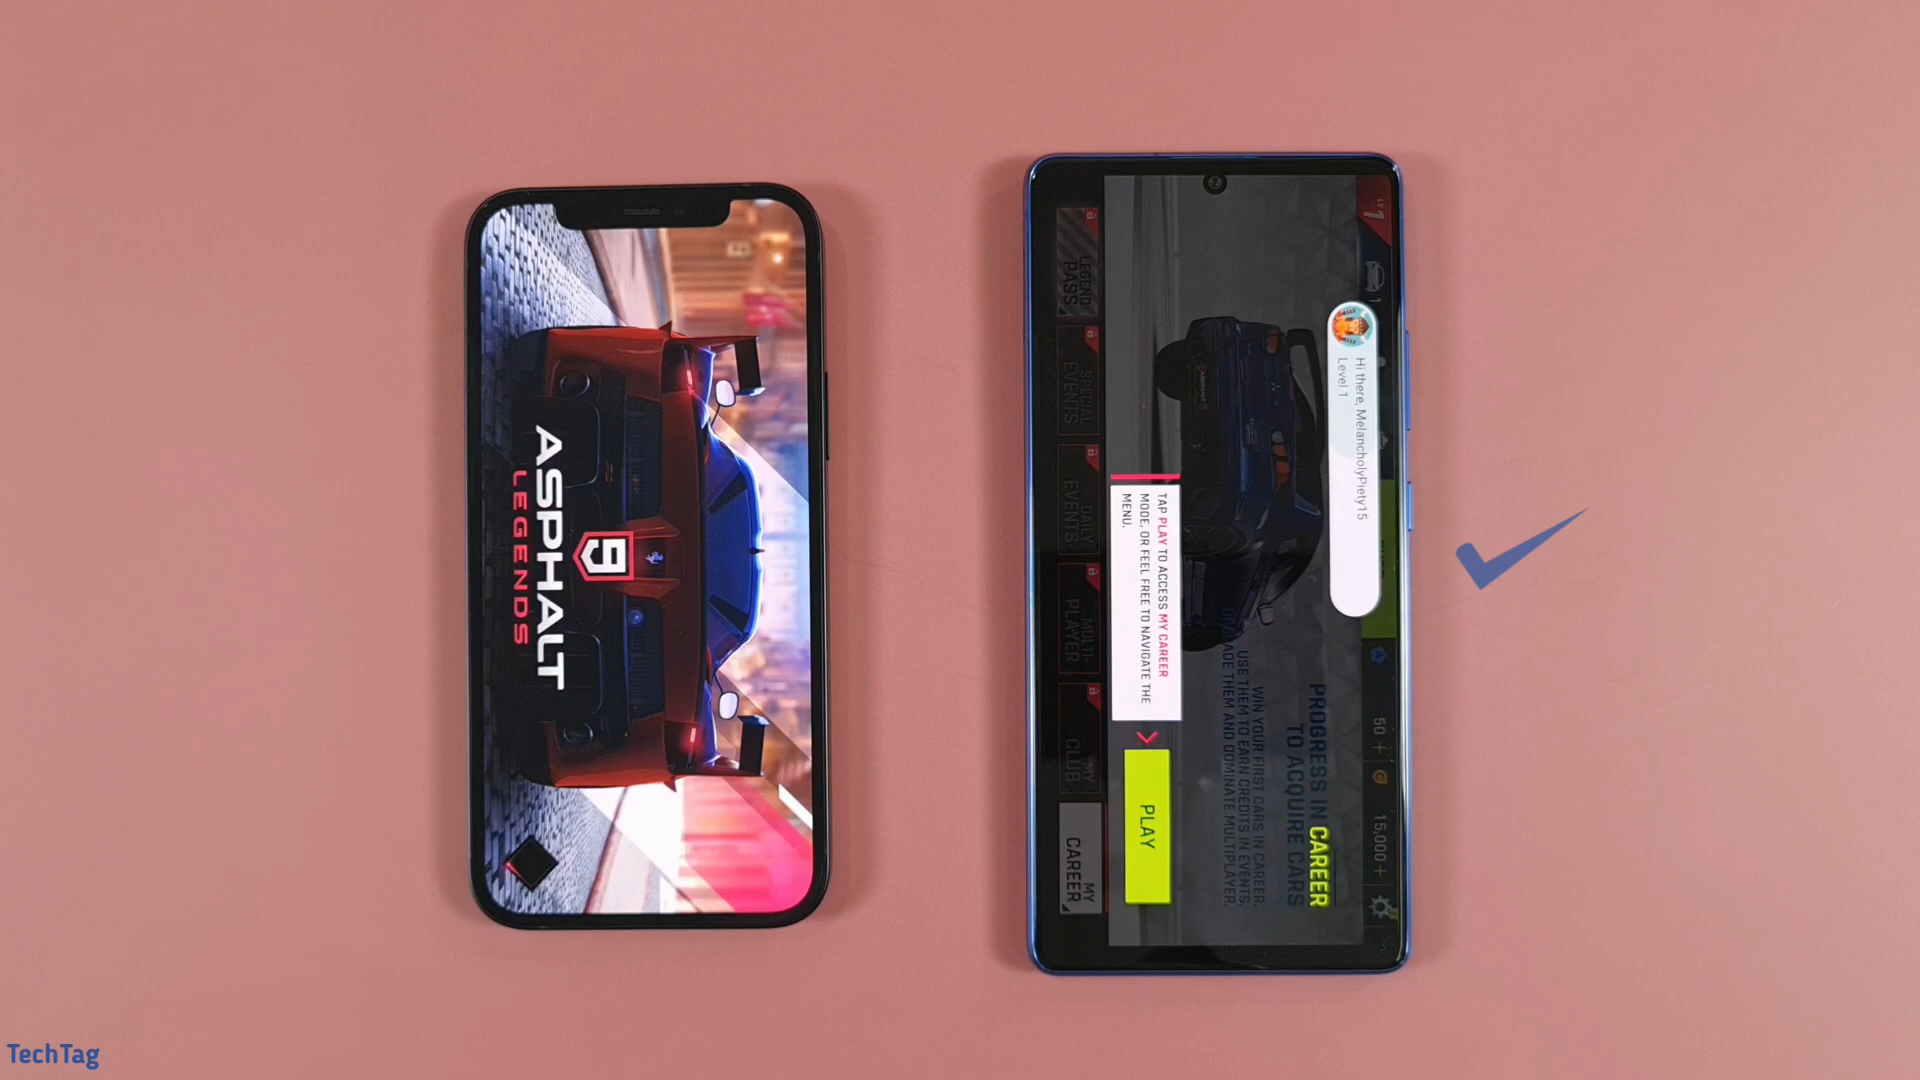 ASPHALT
9
LEGENDS
LV
1
1
Hi there, MelancholyPiety15
Level 1
50 +
15,000 +
PROGRESS IN CAREER
TO ACQUIRE CARS
WIN YOUR FIRST CARS IN CAREER.
USE THEM TO EARN CREDITS IN EVENTS,
UPGRADE THEM AND DOMINATE MULTIPLAYER.
TAP PLAY TO ACCESS MY CAREER
MODE, OR FEEL FREE TO NAVIGATE THE
MENU.
PLAY
LEGEND
PASS
SPECIAL
EVENTS
DAILY
EVENTS
MULTI-
PLAYER
MY
CLUB
MY
CAREER
TechTag